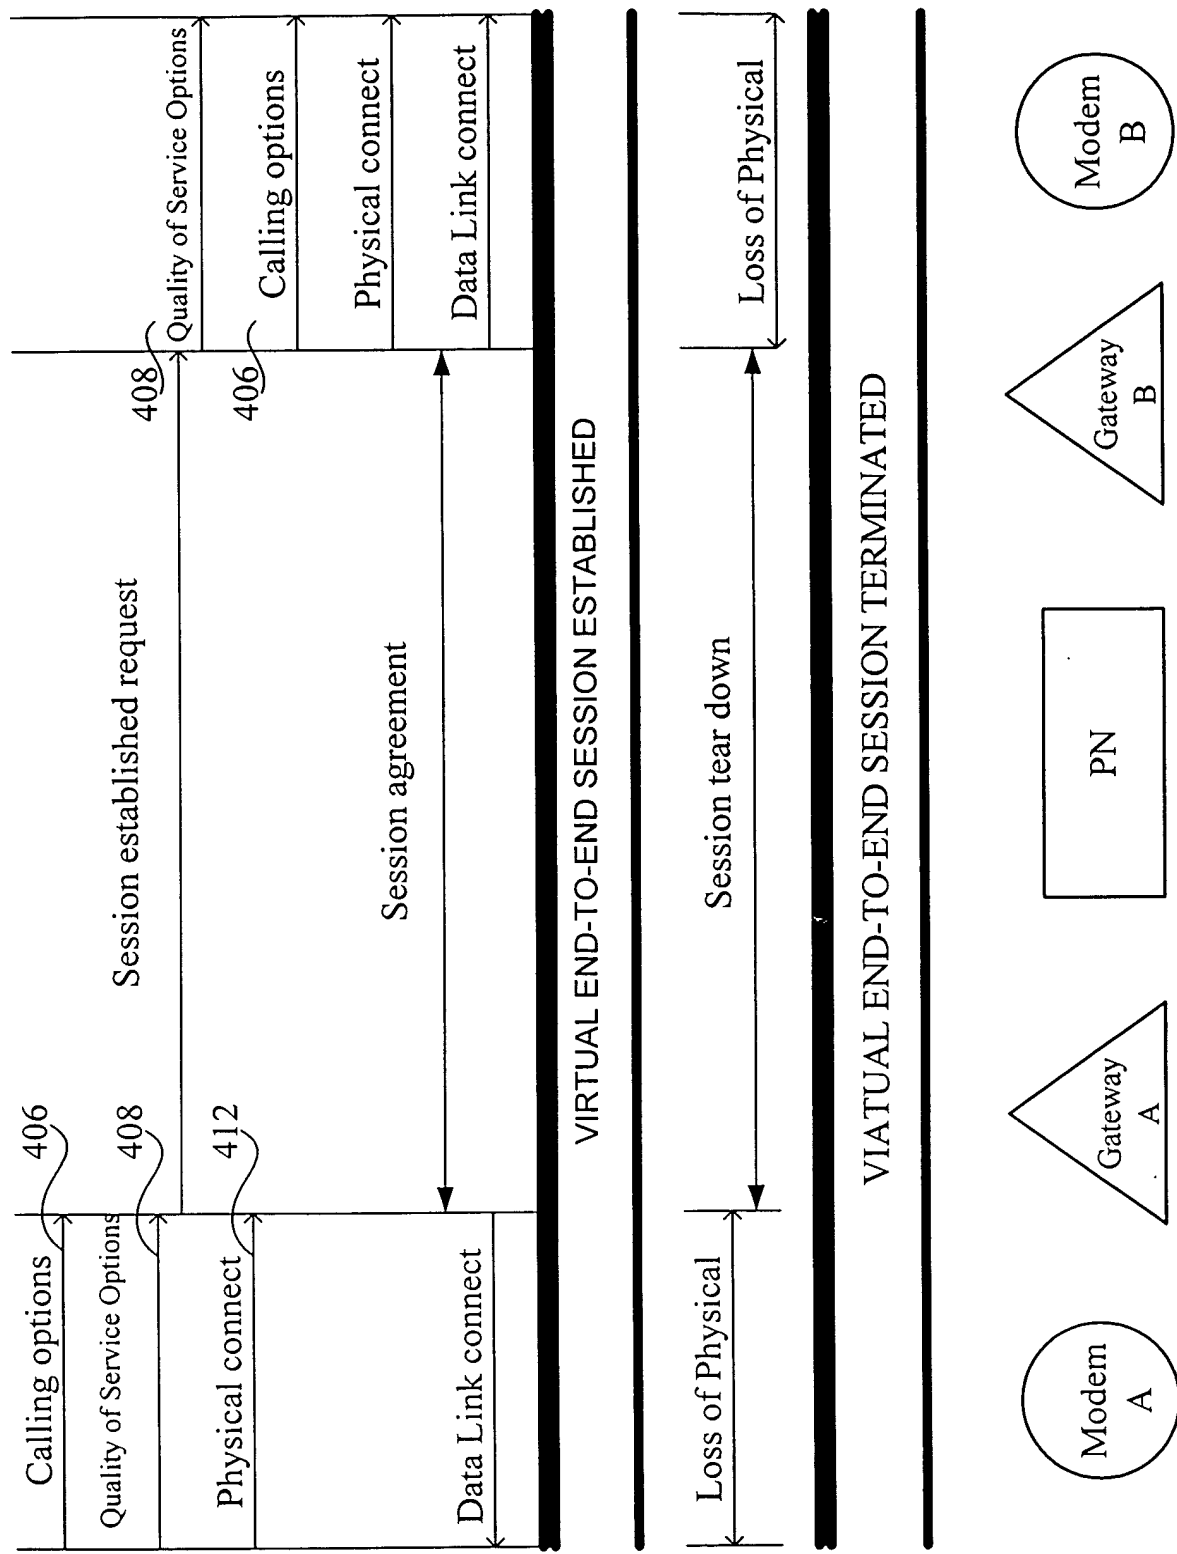 Calling options
406
Quality of Service Options
408
Session established request
408
Quality of Service Options
Physical connect
412
406
Calling options
Physical connect
Session agreement
Data Link connect
Data Link connect
VIRTUAL END-TO-END SESSION ESTABLISHED
Loss of Physical
Session tear down
Loss of Physical
VIATUAL END-TO-END SESSION TERMINATED
Modem
A
Gateway
A
PN
Gateway
B
Modem
B